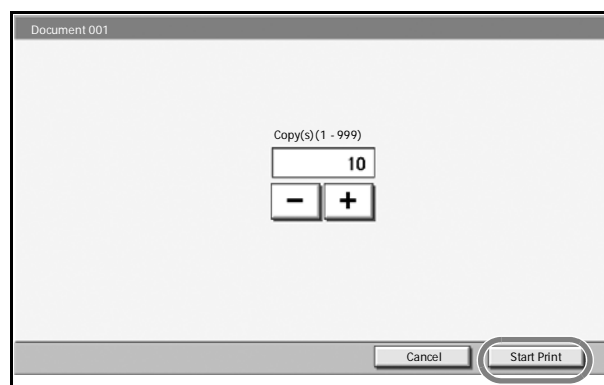 Document 001
Copy(s) (1 - 999)
10
− +
Cancel Start Print